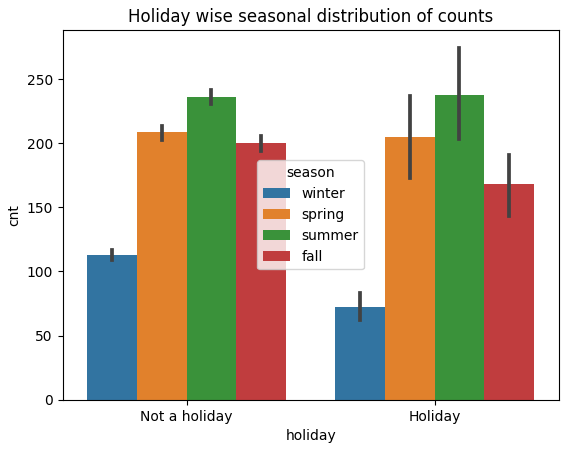 Holiday wise seasonal distribution of counts
cnt
250
200
150
100
50
0
season
winter
spring
summer
fall
Not a holiday
Holiday
holiday